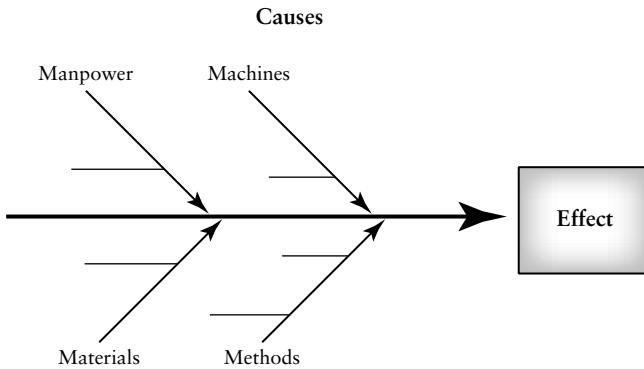 Causes
Manpower
Machines
Effect
Materials
Methods